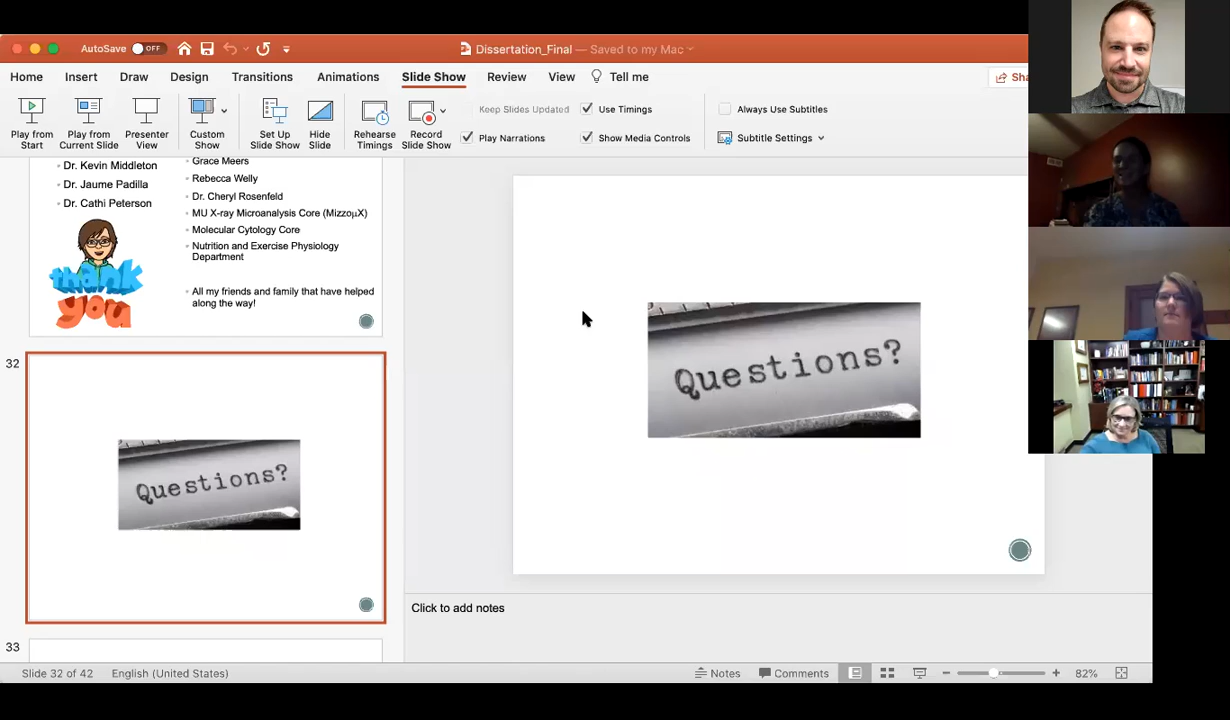 AutoSave OFF
Dissertation_Final — Saved to my Mac
Home Insert Draw Design Transitions Animations Slide Show Review View Tell me
Sha
Play from Start
Play from Current Slide
Presenter View
Custom Show
Set Up Slide Show
Hide Slide
Rehearse Timings
Record Slide Show
Keep Slides Updated
Use Timings
Play Narrations
Show Media Controls
Always Use Subtitles
Subtitle Settings
Dr. Kevin Middleton
Dr. Jaume Padilla
Dr. Cathi Peterson
thank
you
Grace Meers
Rebecca Welly
Dr. Cheryl Rosenfeld
MU X-ray Microanalysis Core (MizzoμX)
Molecular Cytology Core
Nutrition and Exercise Physiology
Department
All my friends and family that have helped
along the way!
32
Questions?
33
Questions?
Click to add notes
Slide 32 of 42 English (United States)
Notes Comments 82%